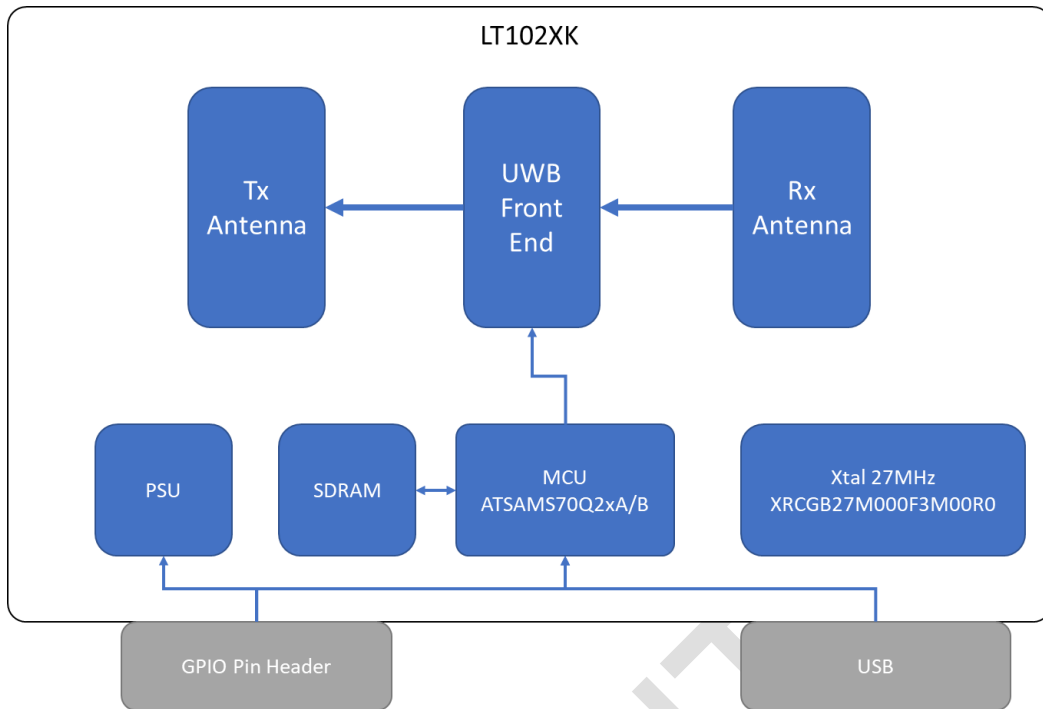 LT102XK
Tx
Antenna
UWB
Front
End
Rx
Antenna
PSU
SDRAM
MCU
ATSAMS70Q2xA/B
Xtal 27MHz
XRCGB27M000F3M00R0
GPIO Pin Header
USB